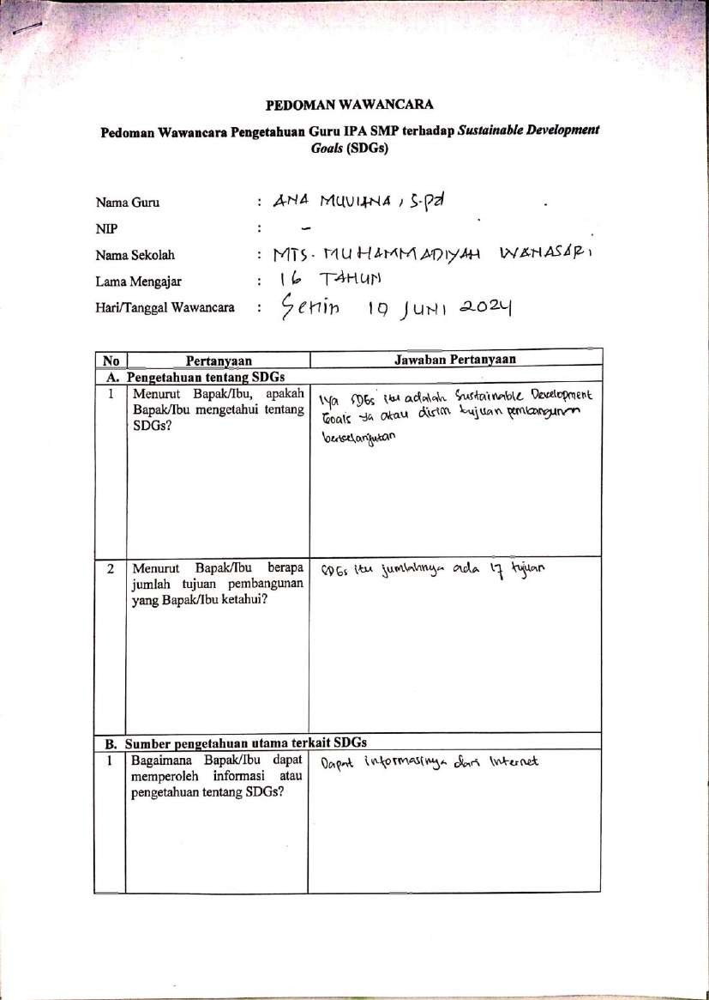 PEDOMAN WAWANCARA
Pedoman Wawancara Pengetahuan Guru IPA SMP terhadap Sustainable Development
Goals (SDGs)
Nama Guru : ANA MUVIANA, S.Pd
NIP : -
Nama Sekolah : MTS. MUHAMMADIYAH WANASARI
Lama Mengajar : 16 TAHUN
Hari/Tanggal Wawancara : Senin 10 JUNI 2024
No Pertanyaan Jawaban Pertanyaan
A. Pengetahuan tentang SDGs
1 Menurut Bapak/Ibu, apakah
Bapak/Ibu mengetahui tentang
SDGs?
Iya SDGs itu adalah Sustainable Development
Goals ya atau disini tujuan pembangunan
berkelanjutan
2 Menurut Bapak/Ibu berapa
jumlah tujuan pembangunan
yang Bapak/Ibu ketahui?
SDGs itu jumlahnya ada 17 tujuan
B. Sumber pengetahuan utama terkait SDGs
1 Bagaimana Bapak/Ibu dapat
memperoleh informasi atau
pengetahuan tentang SDGs?
Dapat informasinya dari Internet